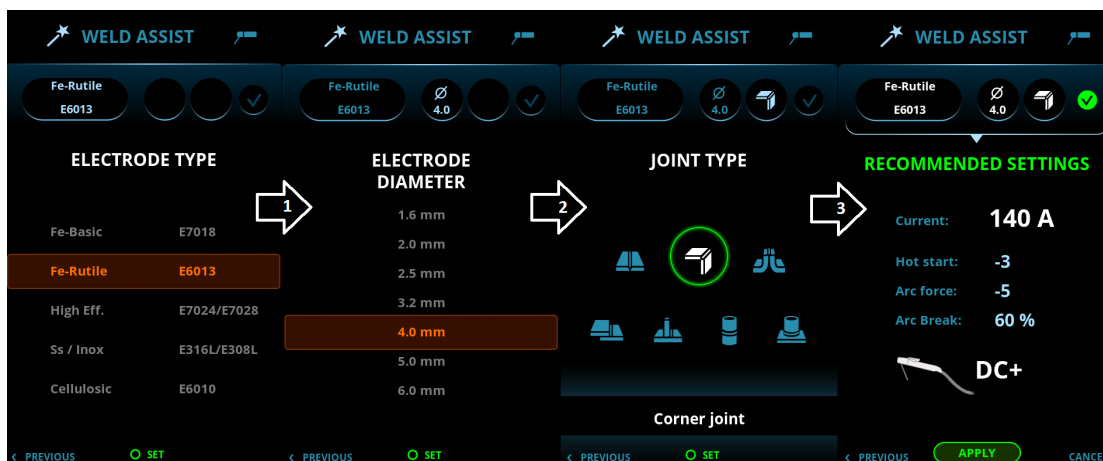 WELD ASSIST
Fe-Rutile
E6013
ELECTRODE TYPE
Fe-Basic E7018
Fe-Rutile E6013
High Eff. E7024/E7028
Ss / Inox E316L/E308L
Cellulosic E6010
PREVIOUS SET
1
WELD ASSIST
Fe-Rutile
E6013
Ø
4.0
ELECTRODE
DIAMETER
1.6 mm
2.0 mm
2.5 mm
3.2 mm
4.0 mm
5.0 mm
6.0 mm
PREVIOUS SET
2
WELD ASSIST
Fe-Rutile
E6013
Ø
4.0
JOINT TYPE
Corner joint
PREVIOUS SET
3
WELD ASSIST
Fe-Rutile
E6013
Ø
4.0
RECOMMENDED SETTINGS
Current: 140 A
Hot start: -3
Arc force: -5
Arc Break: 60 %
DC+
PREVIOUS APPLY CANCE